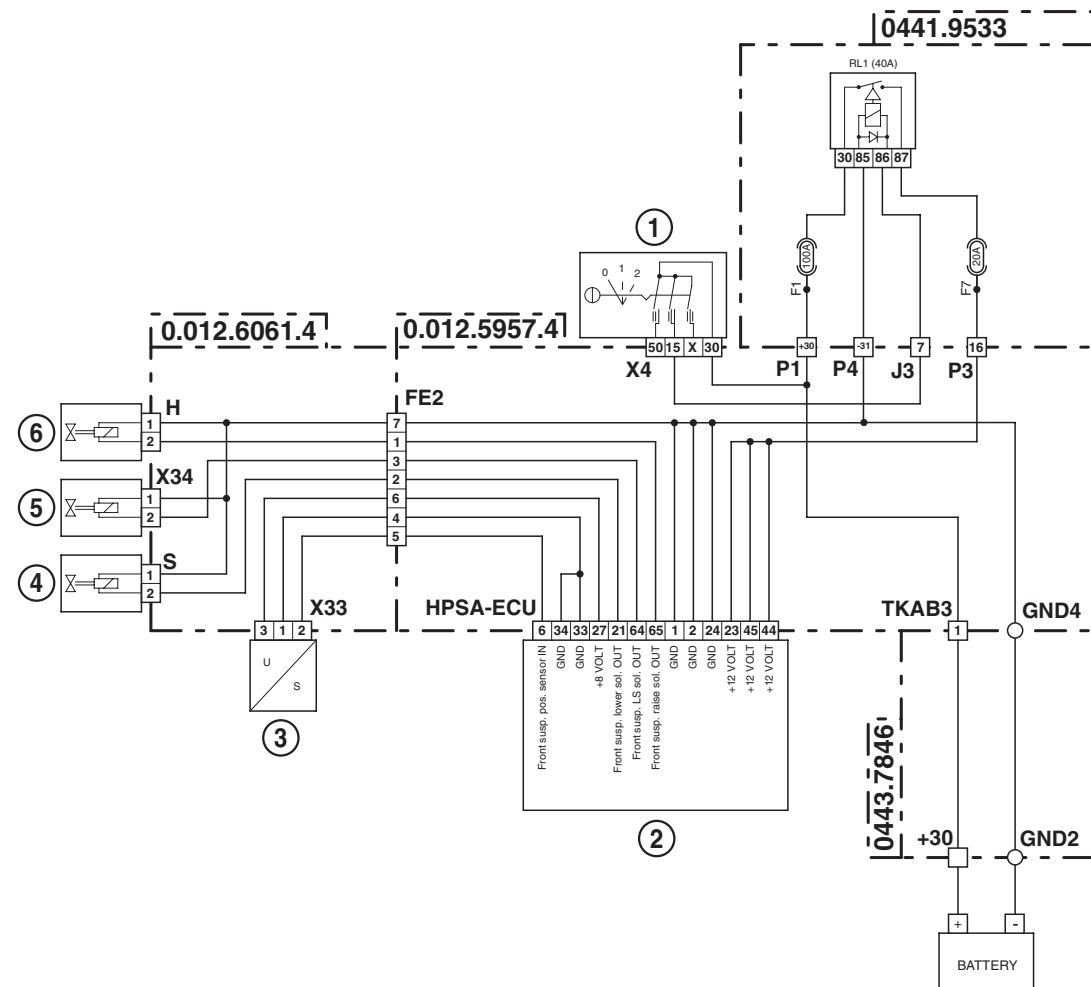 0441.9533
RL1 (40A)
30 85 86 87
1
0 1 2
100A
20A
F1
F7
0.012.6061.4
0.012.5957.4
50 15 X 30
+30
-31
7
16
X4
P1
P4
J3
P3
H
FE2
6
1
2
7
1
3
2
6
4
5
X34
5
1
2
S
4
1
2
X33
HPSA-ECU
TKAB3
GND4
3 1 2
6 34 33 27 21 64 65 1 2 24 23 45 44
1
U
S
3
Front susp. pos. sensor IN
GND
GND
+8 VOLT
Front susp. lower sol. OUT
Front susp. LS sol. OUT
Front susp. raise sol. OUT
GND
GND
GND
+12 VOLT
+12 VOLT
+12 VOLT
2
0443.7846
+30
GND2
+
-
BATTERY